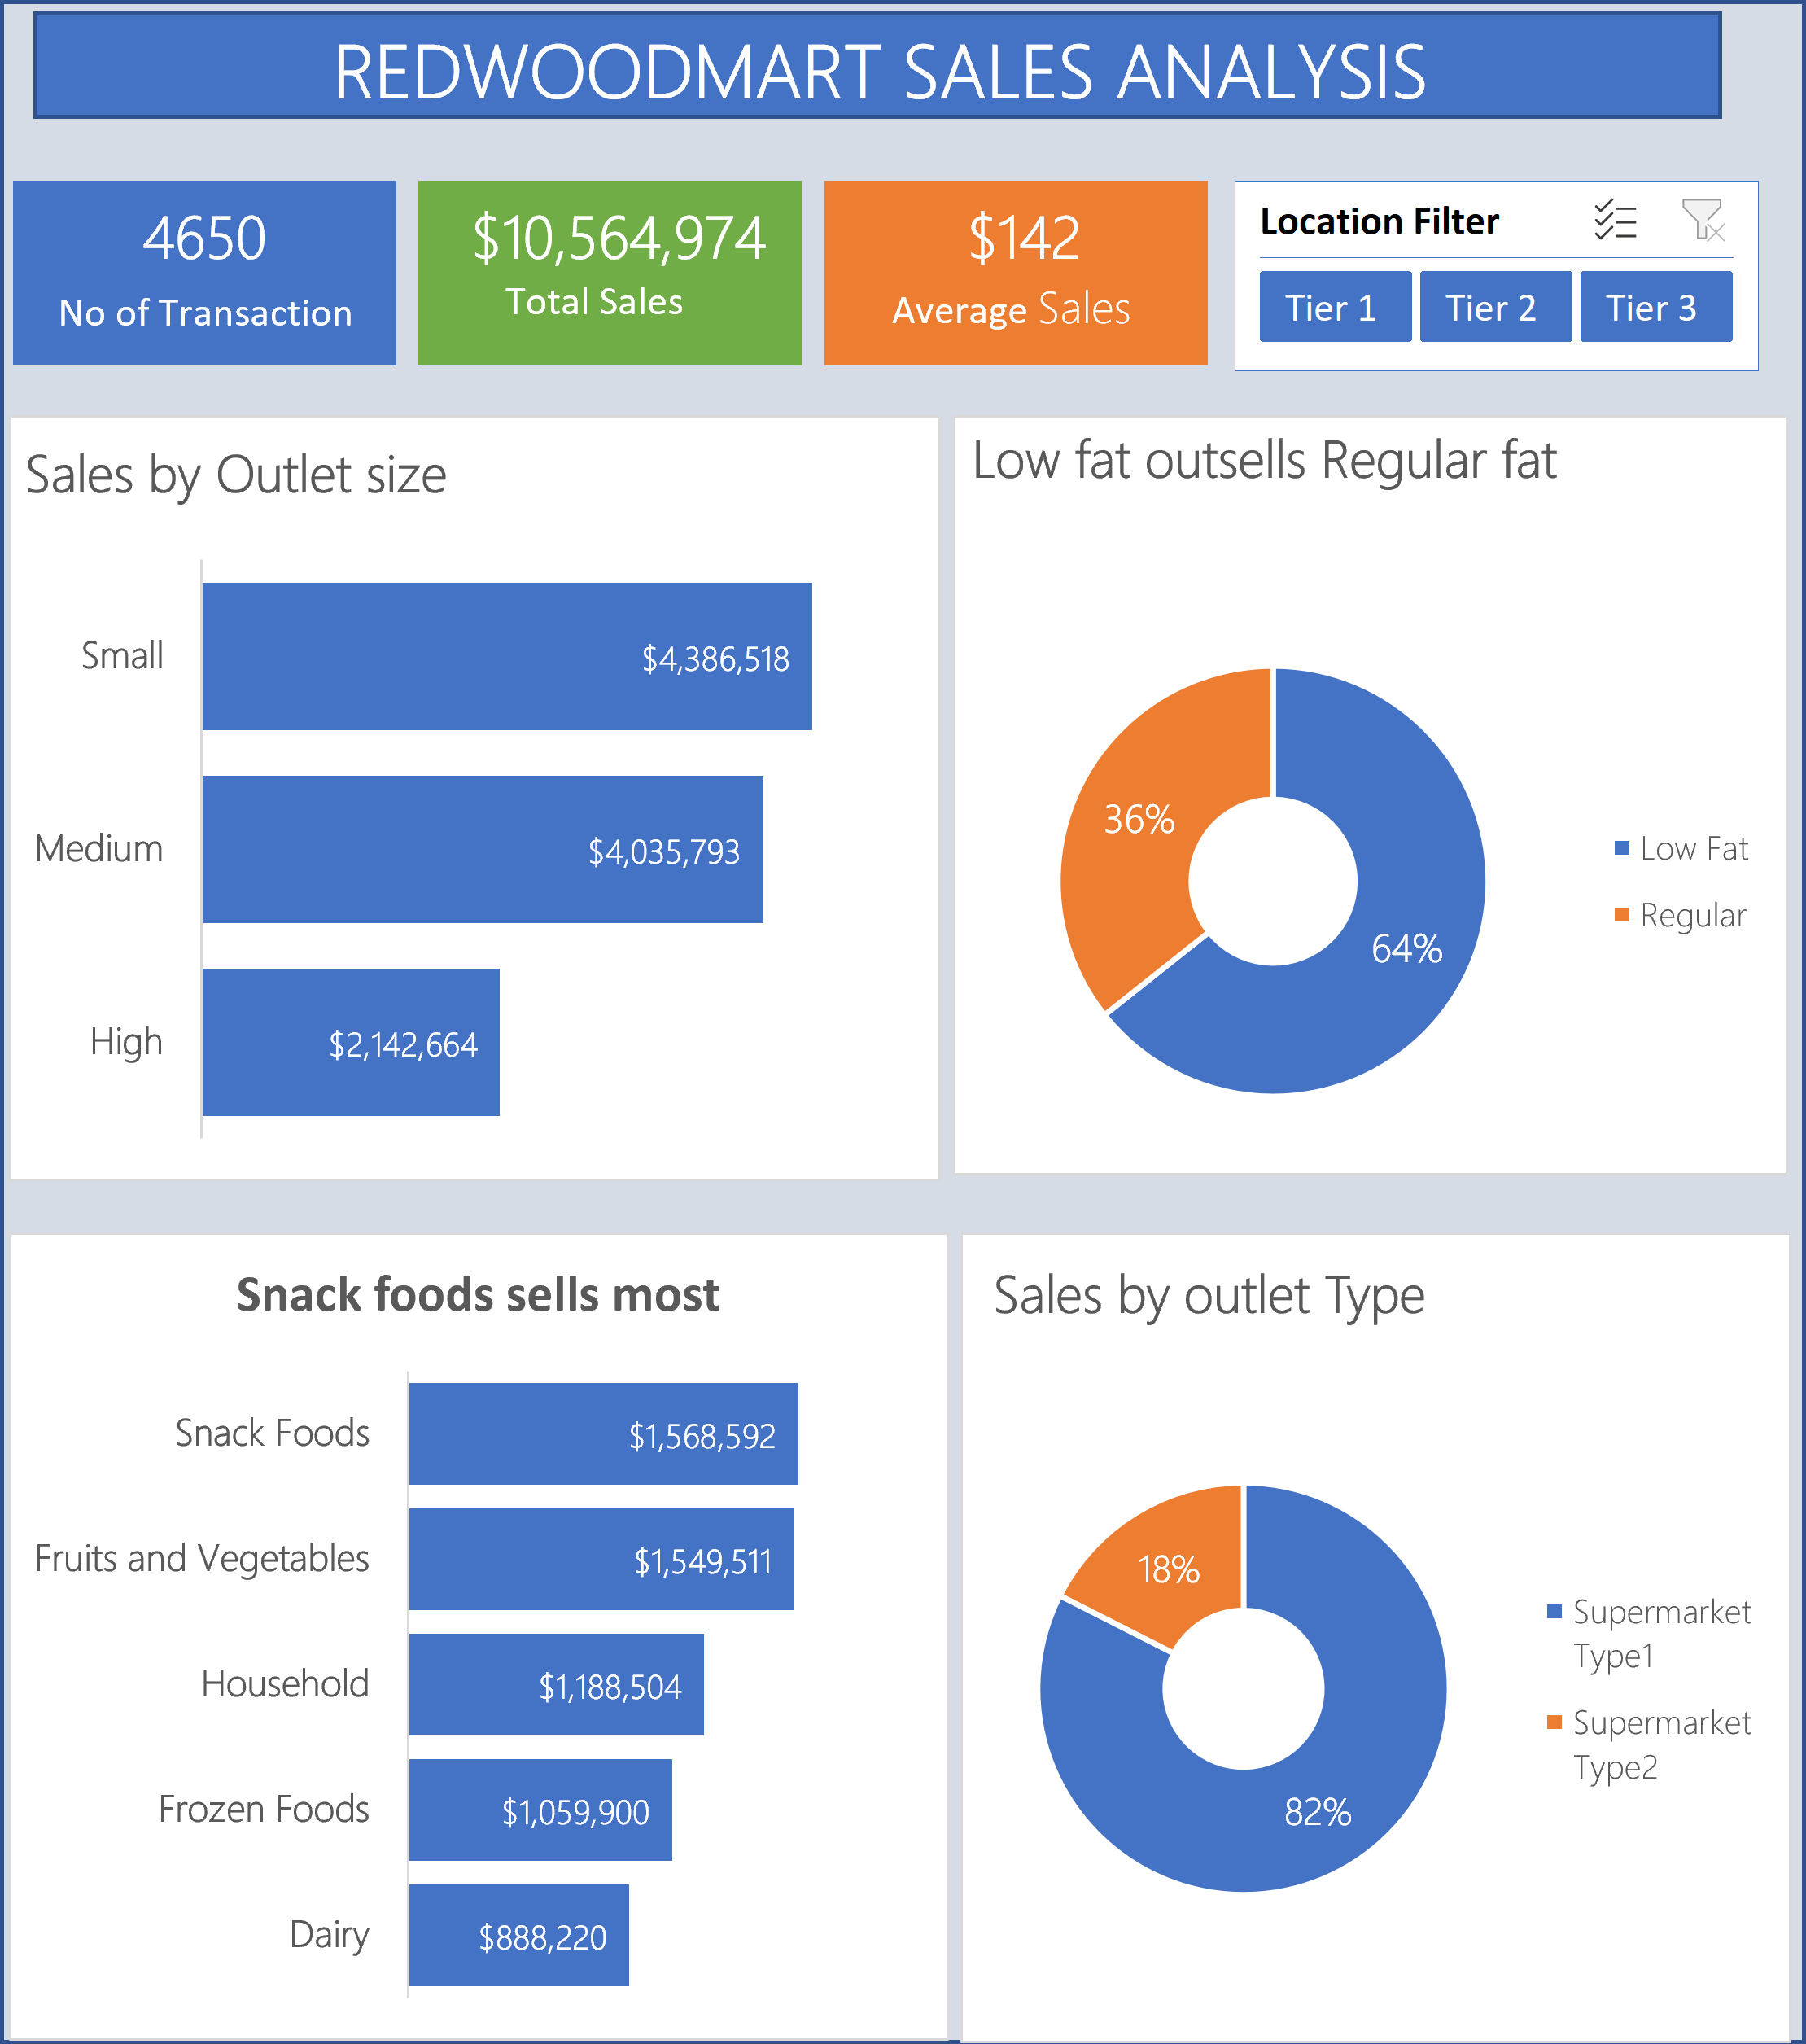 REDWOODMART SALES ANALYSIS
4650
No of Transaction
$10,564,974
Total Sales
$142
Average Sales
Location Filter
Tier 1
Tier 2
Tier 3
Sales by Outlet size
Small
$4,386,518
Medium
$4,035,793
High
$2,142,664
Low fat outsells Regular fat
36%
64%
Low Fat
Regular
Snack foods sells most
Snack Foods
$1,568,592
Fruits and Vegetables
$1,549,511
Household
$1,188,504
Frozen Foods
$1,059,900
Dairy
$888,220
Sales by outlet Type
18%
82%
Supermarket
Type1
Supermarket
Type2